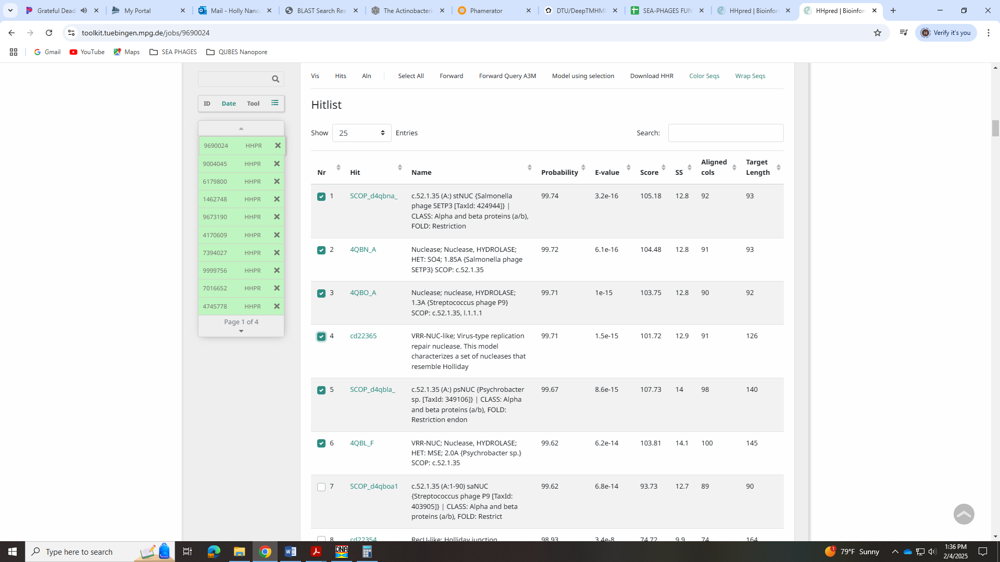 Grateful Dead
My Portal
Mail - Holly Nanc
BLAST Search Res
The Actinobacteri
Phamerator
DTU/DeepTMHM
SEA-PHAGES FUN
HHpred | Bioinfor
HHpred | Bioinfor
toolkit.tuebingen.mpg.de/jobs/9690024
Verify it's you
Gmail
YouTube
Maps
SEA PHAGES
QUBES Nanopore
Vis Hits Aln Select All Forward Forward Query A3M Model using selection Download HHR Color Seqs Wrap Seqs
ID Date Tool
9690024 HHPR
9004045 HHPR
6179800 HHPR
1462748 HHPR
9673190 HHPR
4170609 HHPR
7394027 HHPR
9999756 HHPR
7016652 HHPR
4745778 HHPR
Page 1 of 4
Hitlist
Show 25 Entries
Search:
Nr Hit Name Probability E-value Score SS Aligned cols Target Length
1 SCOP_d4qbna_ c.52.1.35 (A:) stNUC {Salmonella 99.74 3.2e-16 105.18 12.8 92 93
phage SETP3 [TaxId: 424944]} |
CLASS: Alpha and beta proteins (a/b),
FOLD: Restriction
2 4QBN_A Nuclease; Nuclease, HYDROLASE; 99.72 6.1e-16 104.48 12.8 91 93
HET: SO4; 1.85A {Salmonella phage
SETP3} SCOP: c.52.1.35
3 4QBO_A Nuclease; nuclease, HYDROLASE; 99.71 1e-15 103.75 12.8 90 92
1.3A {Streptococcus phage P9}
SCOP: c.52.1.35, l.1.1.1
4 cd22365 VRR-NUC-like; Virus-type replication 99.71 1.5e-15 101.72 12.9 91 126
repair nuclease. This model
characterizes a set of nucleases that
resemble Holliday
5 SCOP_d4qbla_ c.52.1.35 (A:) psNUC {Psychrobacter 99.67 8.6e-15 107.73 14 98 140
sp. [TaxId: 349106]} | CLASS: Alpha
and beta proteins (a/b), FOLD:
Restriction endon
6 4QBL_F VRR-NUC; Nuclease, HYDROLASE; 99.62 6.2e-14 103.81 14.1 100 145
HET: MSE; 2.0A {Psychrobacter sp.}
SCOP: c.52.1.35
7 SCOP_d4qboa1 c.52.1.35 (A:1-90) saNUC 99.62 6.8e-14 93.73 12.7 89 90
{Streptococcus phage P9 [TaxId:
403905]} | CLASS: Alpha and beta
proteins (a/b), FOLD: Restrict
8 cd22354 RecU-like; Holliday junction 98.93 3.4e-8 74.72 9.9 74 164
Type here to search
DNA
1
79°F Sunny
1:36 PM
2/4/2025